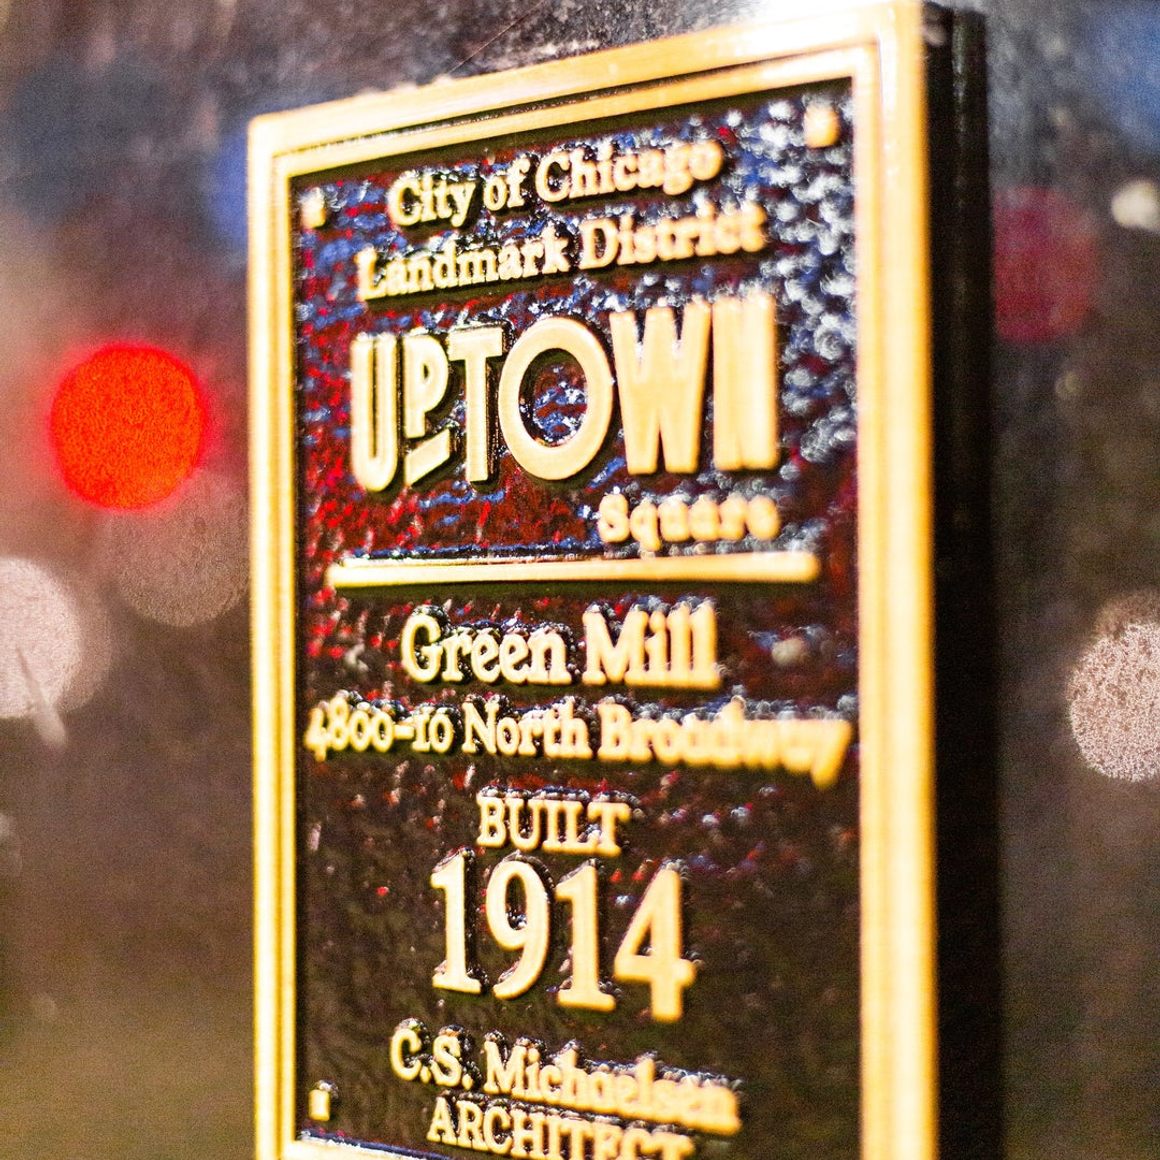 City of Chicago
Landmark District
UPTOWN
Square
Green Mill
4800-10 North Broadway
BUILT
1914
C.S. Michaelsen
ARCHITECT